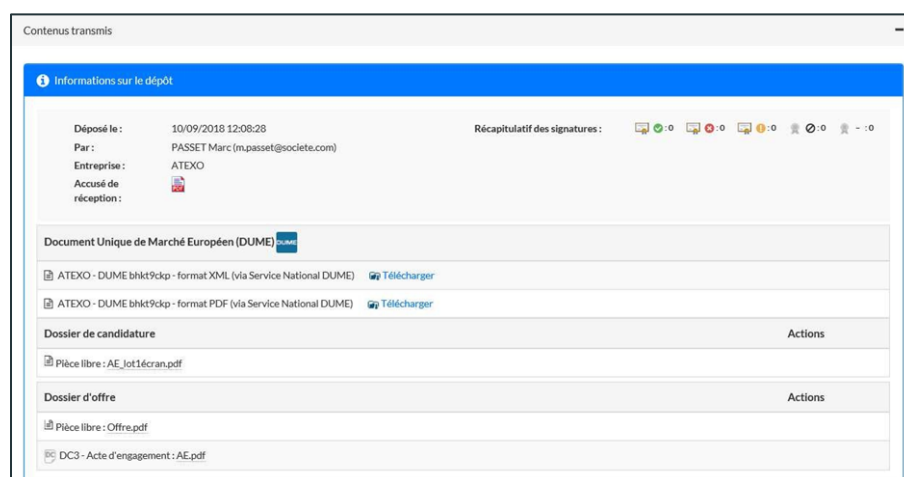 Contenus transmis
Informations sur le dépôt
Déposé le : 10/09/2018 12:08:28 Récapitulatif des signatures : :0 :0 :0 :0 - :0
Par : PASSET Marc (m.passet@societe.com)
Entreprise : ATEXO
Accusé de
réception : PDF
Document Unique de Marché Européen (DUME) DUME
ATEXO - DUME bhkt9ckp - format XML (via Service National DUME) Télécharger
ATEXO - DUME bhkt9ckp - format PDF (via Service National DUME) Télécharger
Dossier de candidature Actions
Pièce libre : AE_lot1écran.pdf
Dossier d'offre Actions
Pièce libre : Offre.pdf
DC DC3 - Acte d'engagement : AE.pdf